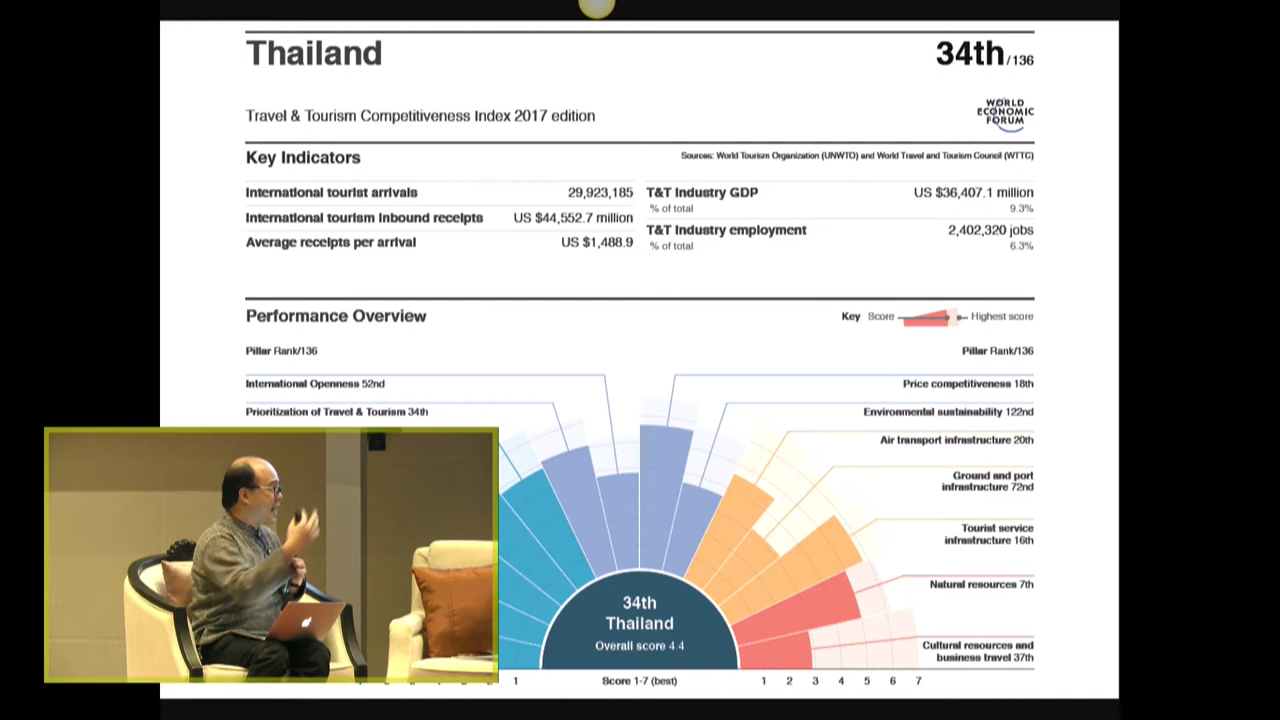 Thailand
34th/136
Travel & Tourism Competitiveness Index 2017 edition
WORLD
ECONOMIC
FORUM
Key Indicators
Sources: World Tourism Organization (UNWTO) and World Travel and Tourism Council (WTTC)
International tourist arrivals 29,923,185
International tourism inbound receipts US $44,552.7 million
Average receipts per arrival US $1,488.9
T&T Industry GDP US $36,407.1 million
% of total 9.3%
T&T Industry employment 2,402,320 jobs
% of total 6.3%
Performance Overview
Key Score Highest score
Pillar Rank/136
Pillar Rank/136
International Openness 52nd
Prioritization of Travel & Tourism 34th
Price competitiveness 18th
Environmental sustainability 122nd
Air transport infrastructure 20th
Ground and port
infrastructure 72nd
Tourist service
infrastructure 16th
Natural resources 7th
Cultural resources and
business travel 37th
34th
Thailand
Overall score 4.4
1 Score 1-7 (best) 1 2 3 4 5 6 7